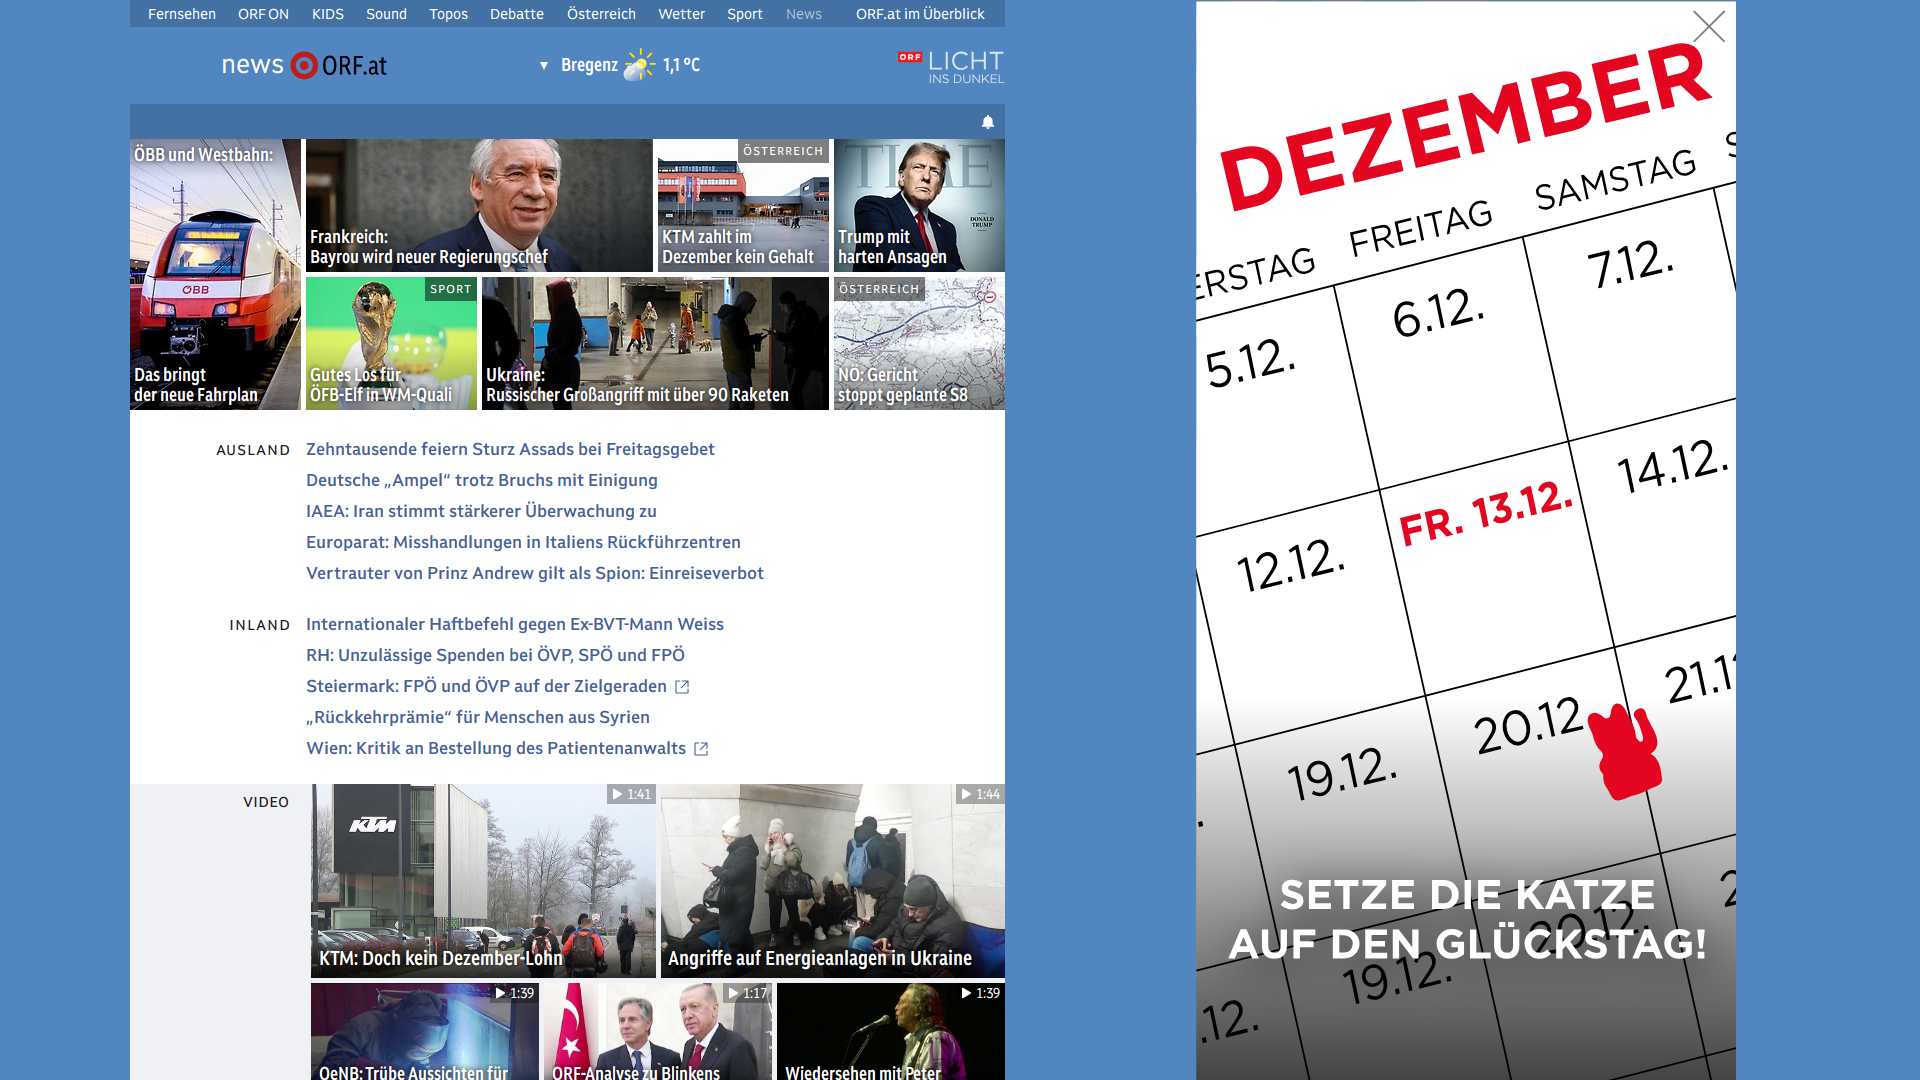 Fernsehen ORF ON KIDS Sound Topos Debatte Österreich Wetter Sport News ORF.at im Überblick
news ORF.at
Bregenz 1,1 °C
ORF LICHT
INS DUNKEL
ÖBB und Westbahn:
ÖBB
Das bringt
der neue Fahrplan
Frankreich:
Bayrou wird neuer Regierungschef
ÖSTERREICH
KTM zahlt im
Dezember kein Gehalt
TIME
DONALD
TRUMP
Trump mit
harten Ansagen
SPORT
Gutes Los für
ÖFB-Elf in WM-Quali
Ukraine:
Russischer Großangriff mit über 90 Raketen
ÖSTERREICH
NÖ: Gericht
stoppt geplante S8
AUSLAND
Zehntausende feiern Sturz Assads bei Freitagsgebet
Deutsche „Ampel“ trotz Bruchs mit Einigung
IAEA: Iran stimmt stärkerer Überwachung zu
Europarat: Misshandlungen in Italiens Rückführzentren
Vertrauter von Prinz Andrew gilt als Spion: Einreiseverbot
INLAND
Internationaler Haftbefehl gegen Ex-BVT-Mann Weiss
RH: Unzulässige Spenden bei ÖVP, SPÖ und FPÖ
Steiermark: FPÖ und ÖVP auf der Zielgeraden
„Rückkehrprämie“ für Menschen aus Syrien
Wien: Kritik an Bestellung des Patientenanwalts
VIDEO
1:41
KTM
KTM: Doch kein Dezember-Lohn
1:44
Angriffe auf Energieanlagen in Ukraine
1:39
OeNB: Trübe Aussichten für
1:17
ORF-Analyse zu Blinkens
1:39
Wiedersehen mit Peter
DEZEMBER
ERSTAG FREITAG SAMSTAG S
5.12. 6.12. 7.12.
12.12. FR. 13.12. 14.12.
19.12. 20.12 21.1
SETZE DIE KATZE
AUF DEN GLÜCKSTAG!
.12. 19.12. 20.12. 2